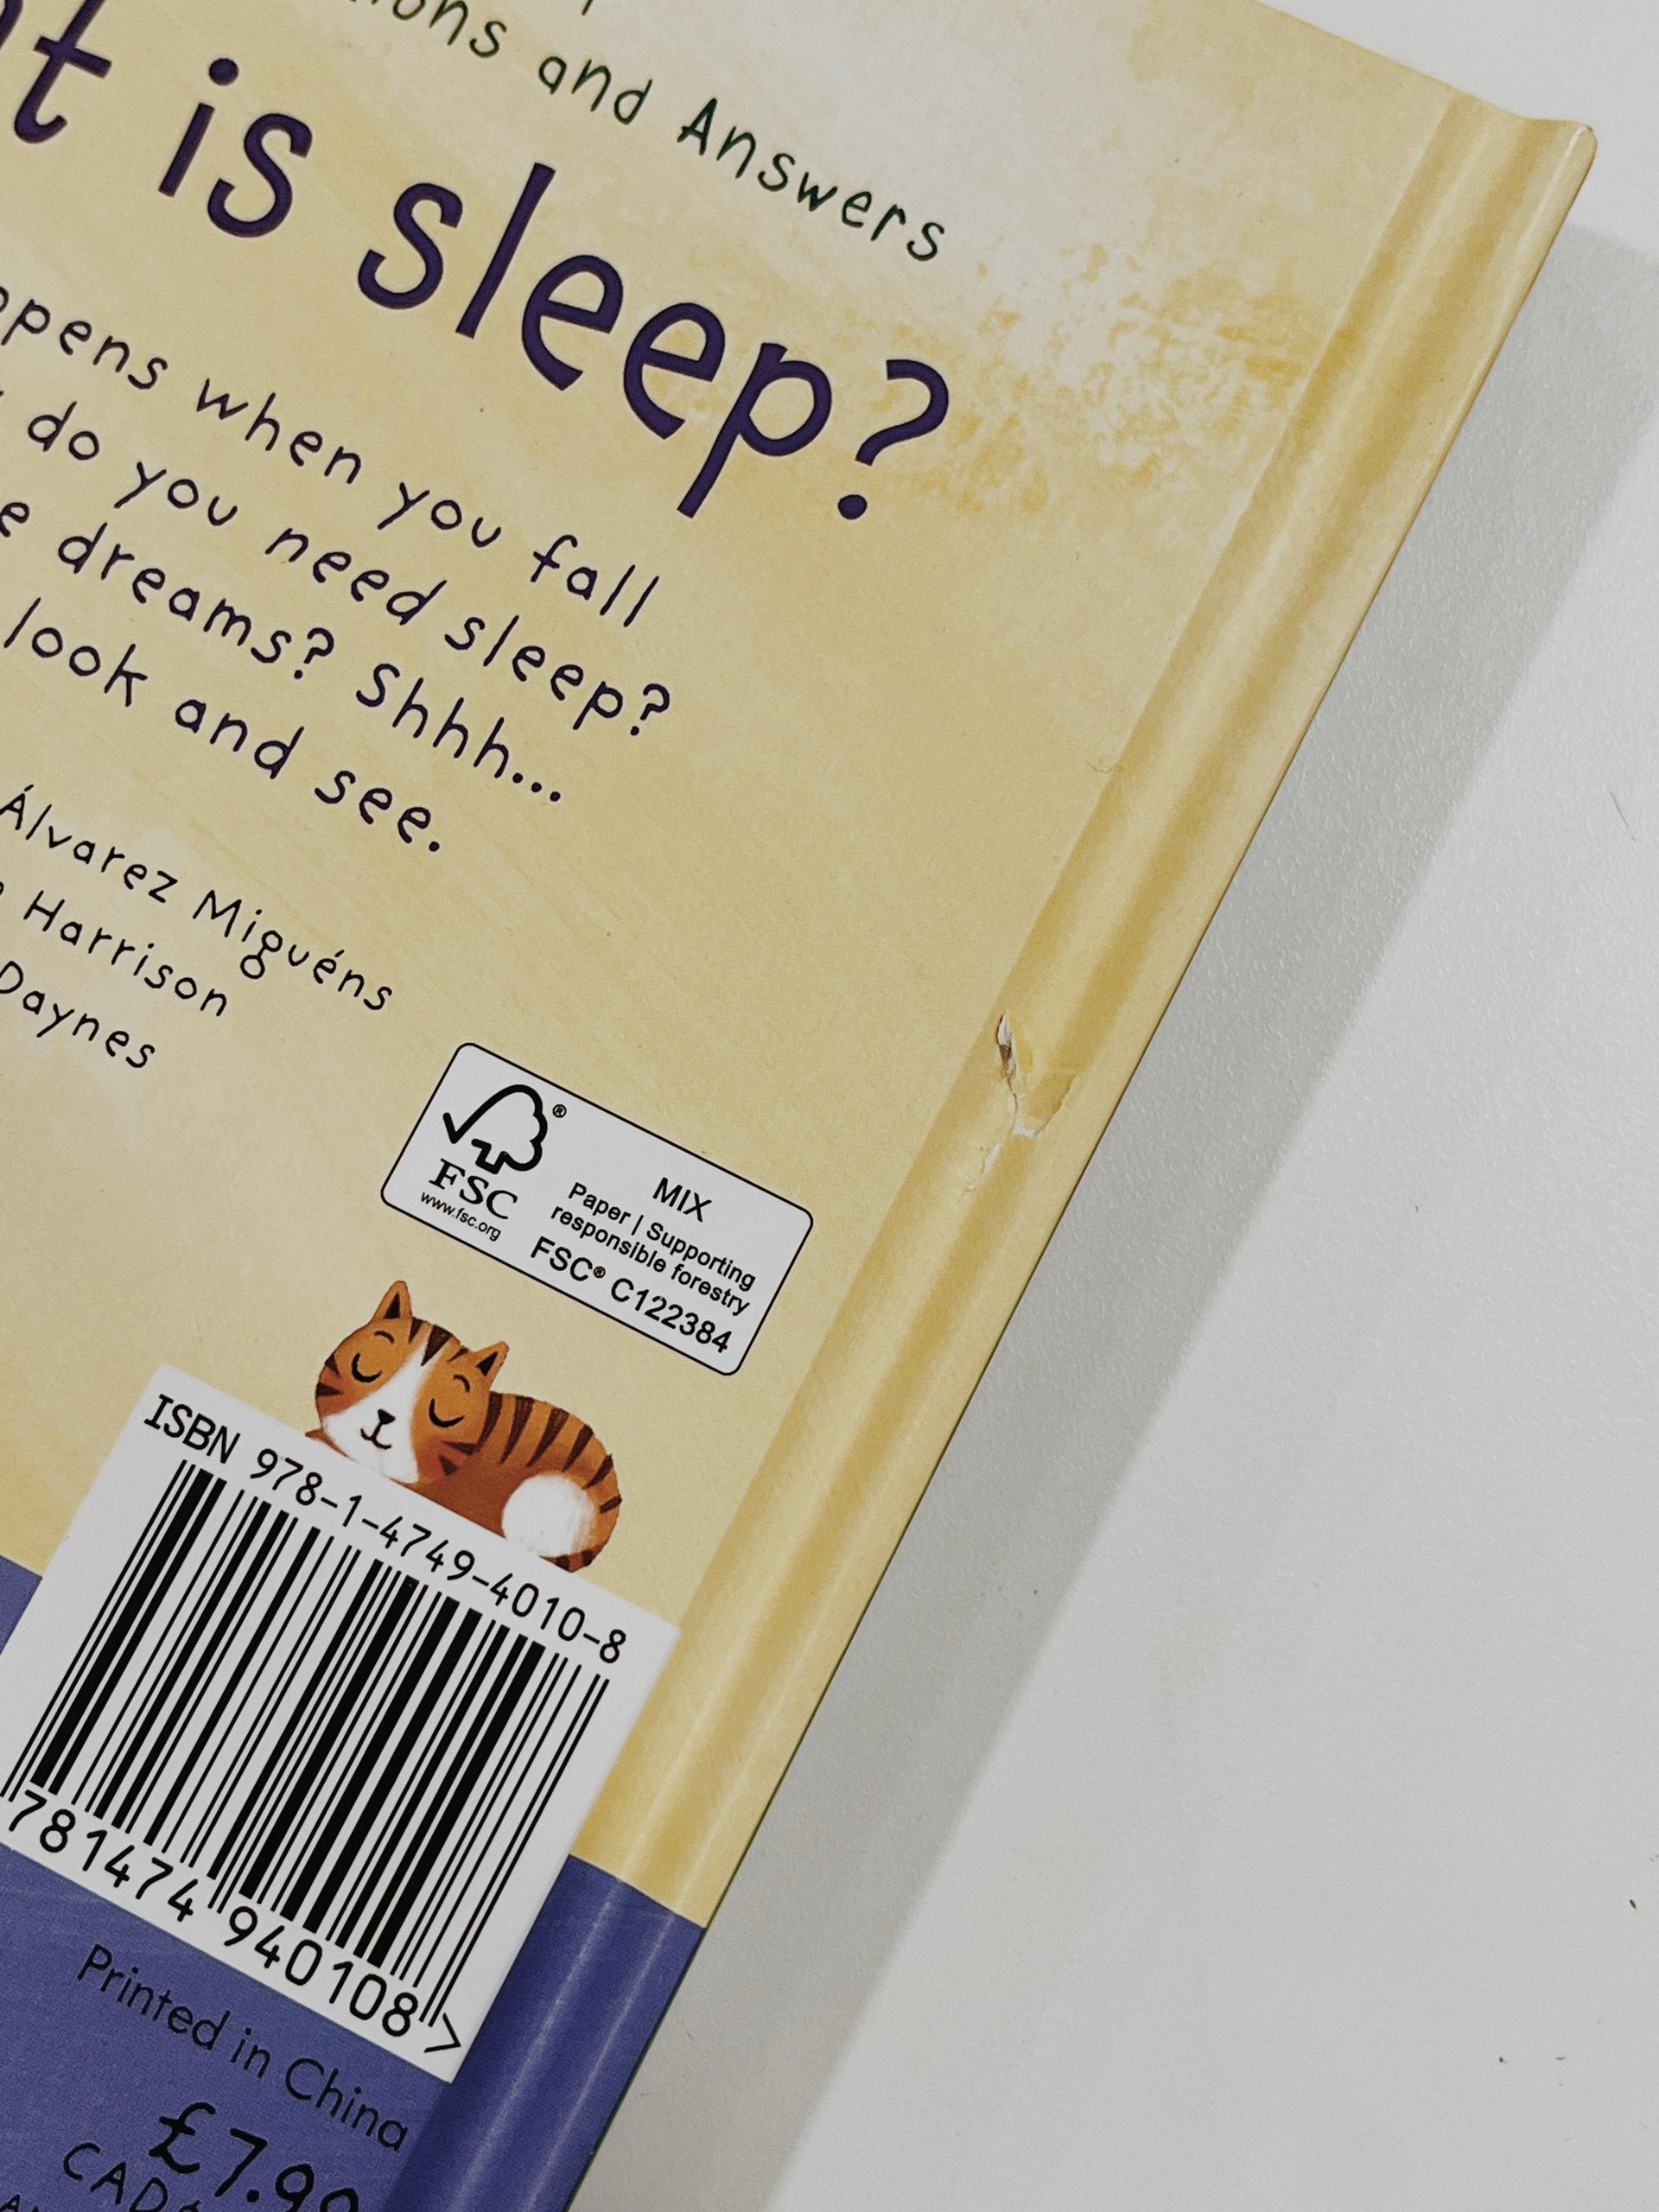 and Answers
is sleep?
when you fall
do you need sleep?
dreams? Shhh...
look and see.
Álvarez Miguéns
Harrison
Daynes
FSC®
www.fsc.org
MIX
Paper | Supporting
responsible forestry
FSC® C122384
ISBN 978-1-4749-4010-8
781474 940108>
Printed in China
£7.99